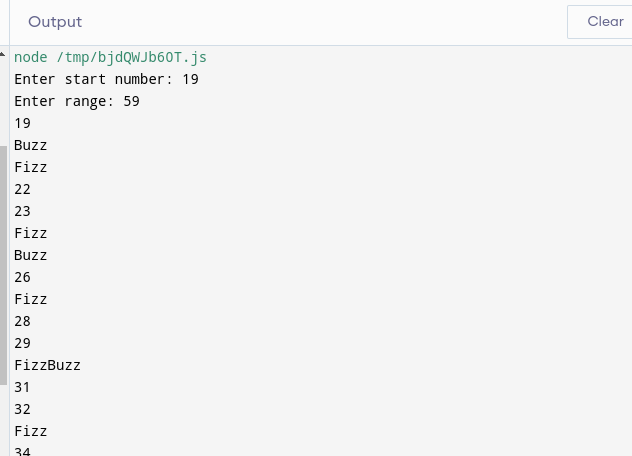 Output
Clear
node /tmp/bjdQWJb6OT.js
Enter start number: 19
Enter range: 59
19
Buzz
Fizz
22
23
Fizz
Buzz
26
Fizz
28
29
FizzBuzz
31
32
Fizz
34